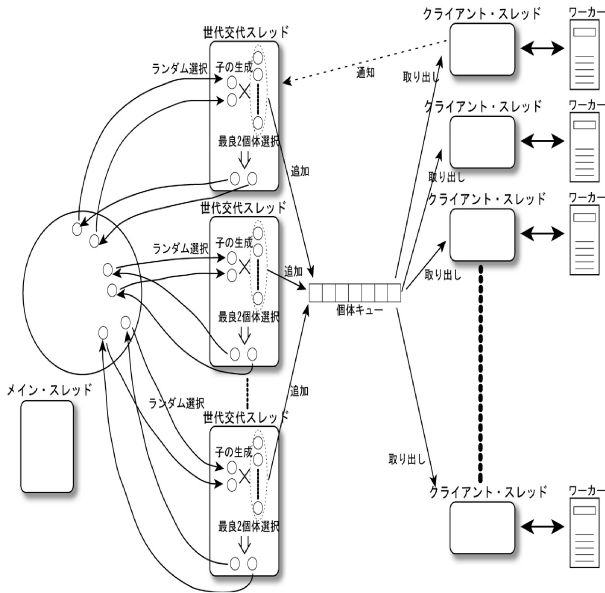 クライアント・スレッド
ワーカー
世代交代スレッド
ランダム選択
子の生成
通知
取り出し
最良2個体選択
追加
クライアント・スレッド
ワーカー
取り出し
クライアント・スレッド
ワーカー
世代交代スレッド
ランダム選択
子の生成
追加
取り出し
個体キュー
最良2個体選択
メイン・スレッド
ランダム選択
追加
世代交代スレッド
子の生成
取り出し
最良2個体選択
クライアント・スレッド
ワーカー